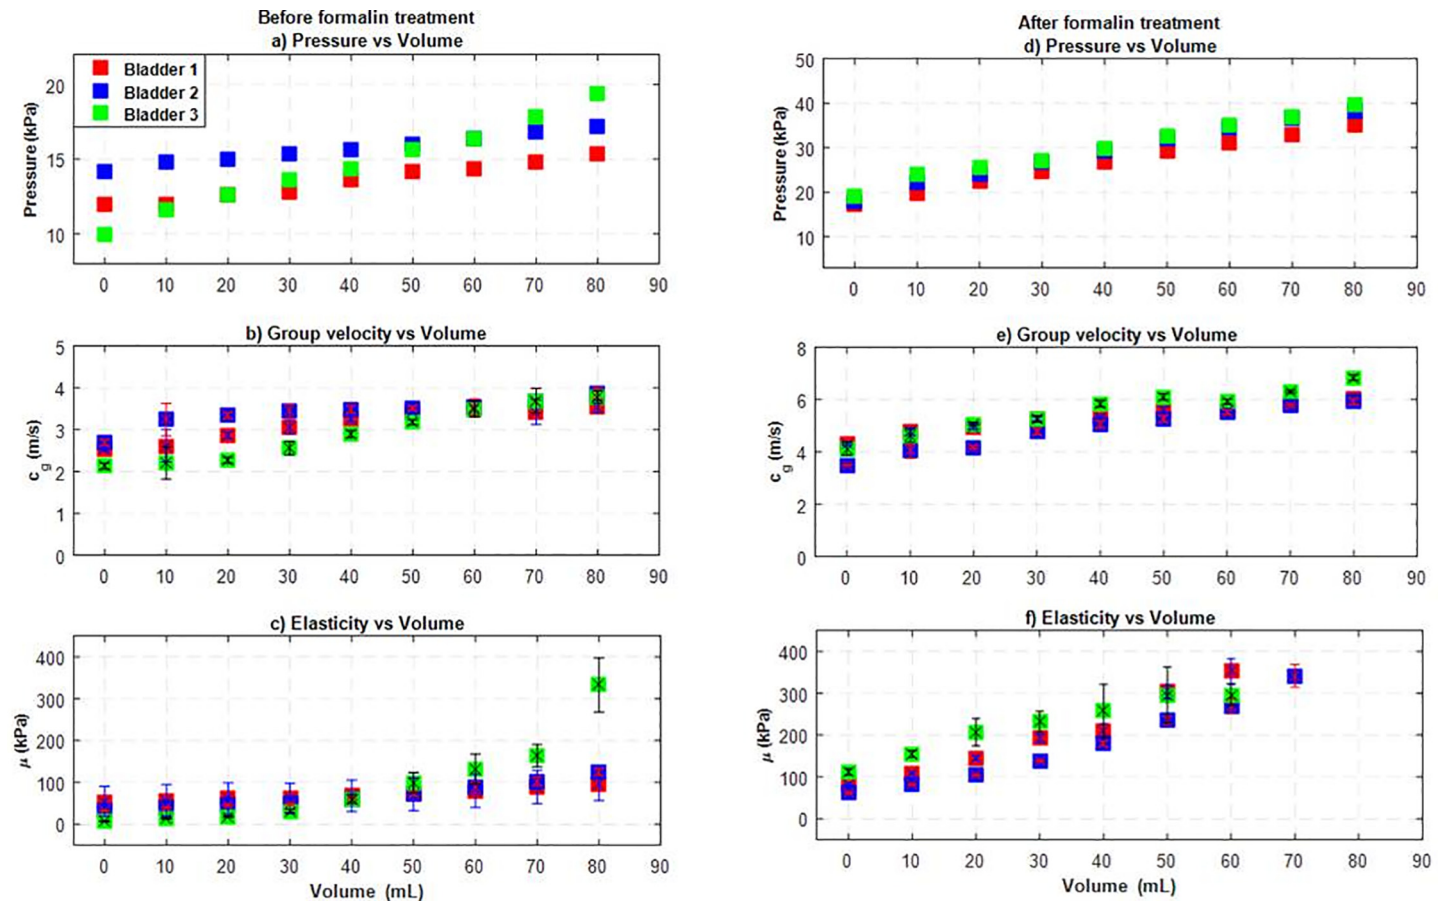 Before formalin treatment
a) Pressure vs Volume
Bladder 1
Bladder 2
Bladder 3
Pressure (kPa)
20
15
10
0 10 20 30 40 50 60 70 80 90
b) Group velocity vs Volume
c g (m/s)
5
4
3
2
1
0
0 10 20 30 40 50 60 70 80 90
c) Elasticity vs Volume
μ (kPa)
400
300
200
100
0
0 10 20 30 40 50 60 70 80 90
Volume (mL)
After formalin treatment
d) Pressure vs Volume
Pressure (kPa)
50
40
30
20
10
0 10 20 30 40 50 60 70 80 90
e) Group velocity vs Volume
c g (m/s)
8
6
4
2
0
0 10 20 30 40 50 60 70 80 90
f) Elasticity vs Volume
μ (kPa)
400
300
200
100
0
0 10 20 30 40 50 60 70 80 90
Volume (mL)